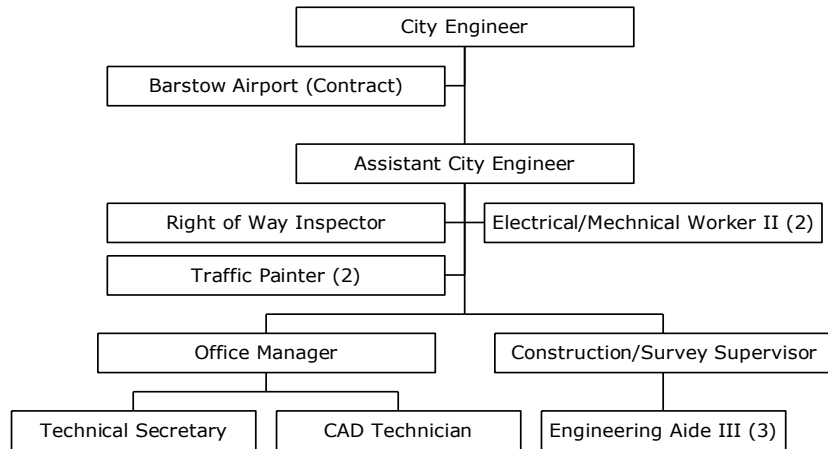 City Engineer
Barstow Airport (Contract)
Assistant City Engineer
Right of Way Inspector
Electrical/Mechnical Worker II (2)
Traffic Painter (2)
Office Manager
Construction/Survey Supervisor
Technical Secretary
CAD Technician
Engineering Aide III (3)